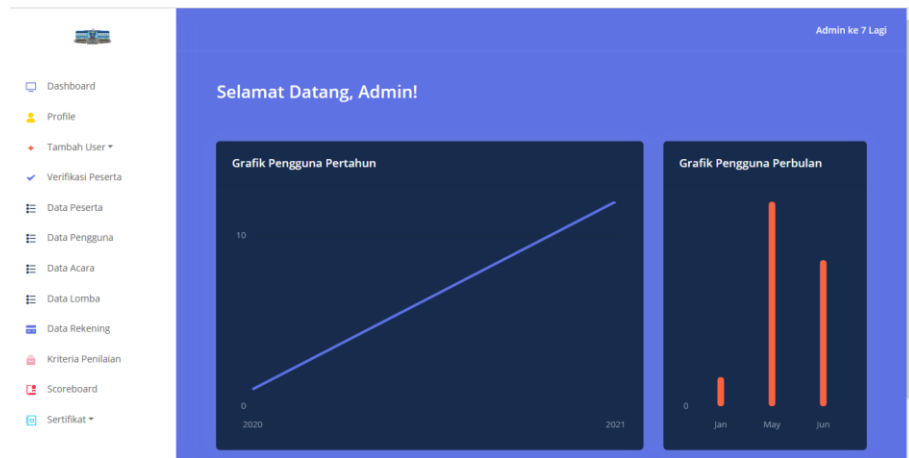 Admin ke 7 Lagi
Dashboard
Profile
Tambah User
Verifikasi Peserta
Data Peserta
Data Pengguna
Data Acara
Data Lomba
Data Rekening
Kriteria Penilaian
Scoreboard
Sertifikat
Selamat Datang, Admin!
Grafik Pengguna Pertahun
10
0
2020 2021
Grafik Pengguna Perbulan
0
Jan May Jun